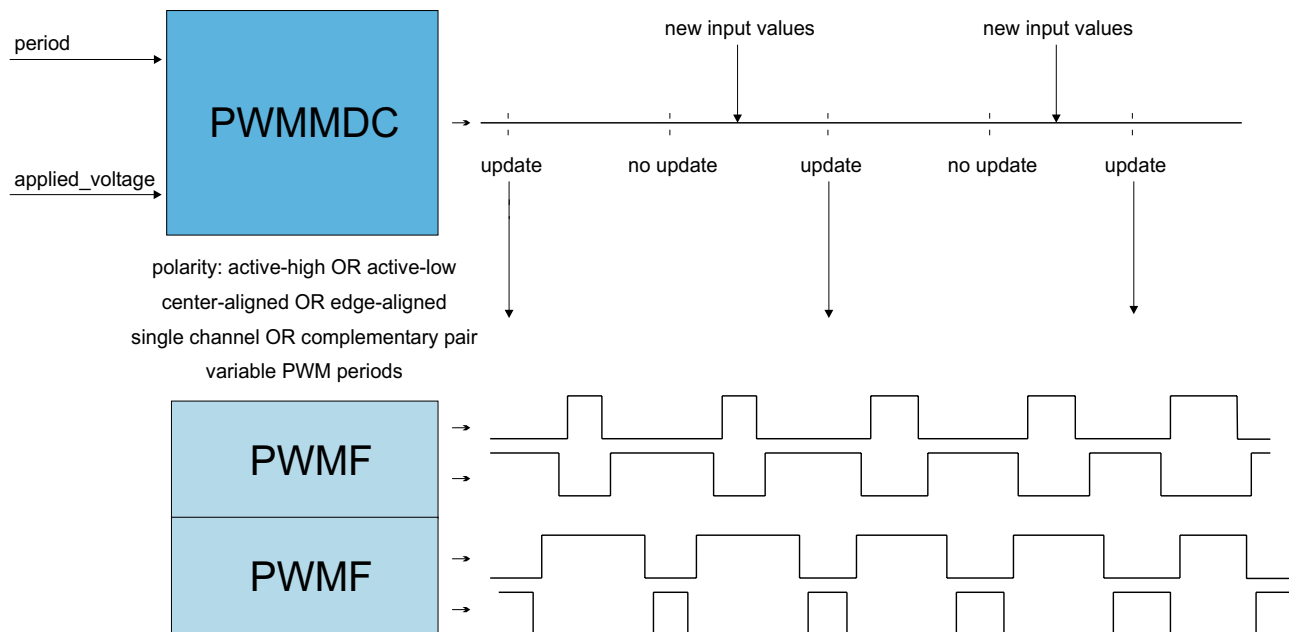 new input values
new input values
period
PWMMDC
applied_voltage
update
no update
update
no update
update
polarity: active-high OR active-low
center-aligned OR edge-aligned
single channel OR complementary pair
variable PWM periods
PWMF
PWMF